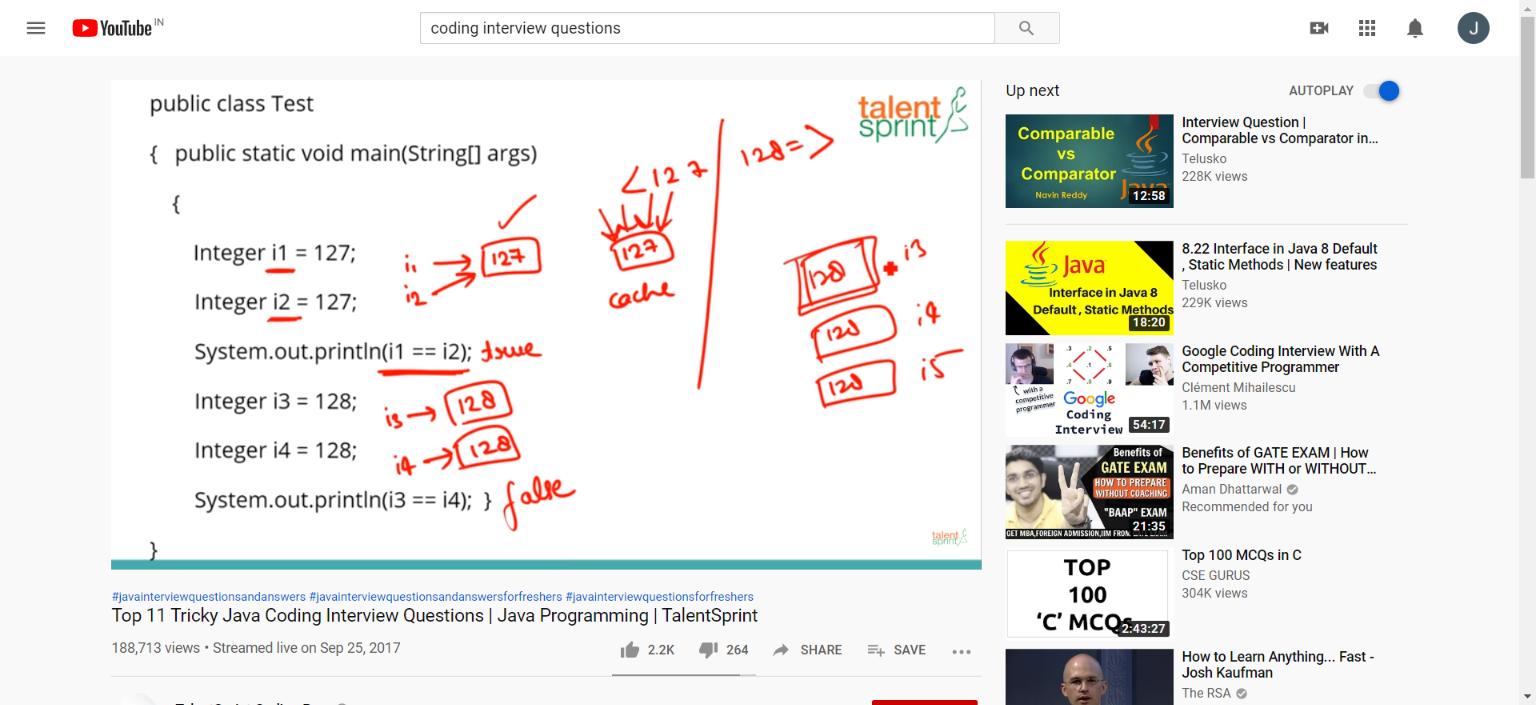 YouTube IN
coding interview questions
J
public class Test
{ public static void main(String[] args)
{
Integer i1 = 127;
Integer i2 = 127;
System.out.println(i1 == i2); true
Integer i3 = 128;
Integer i4 = 128;
System.out.println(i3 == i4); } false
}
i1 → 127
i2
i3 → 128
i4 → 128
<127
127
cache
128=>
128 i3
128 i4
128 i5
talent
sprint
talent
sprint
#javainterviewquestionsandanswers #javainterviewquestionsandanswersforfreshers #javainterviewquestionsforfreshers
Top 11 Tricky Java Coding Interview Questions | Java Programming | TalentSprint
188,713 views • Streamed live on Sep 25, 2017
2.2K 264 SHARE SAVE
Up next AUTOPLAY
Comparable
vs
Comparator
Navin Reddy
Java
12:58
Interview Question |
Comparable vs Comparator in...
Telusko
228K views
Java
Interface in Java 8
Default , Static Methods
18:20
8.22 Interface in Java 8 Default
, Static Methods | New features
Telusko
229K views
with a
competitive
programmer
Google
Coding
Interview
54:17
Google Coding Interview With A
Competitive Programmer
Clément Mihailescu
1.1M views
Benefits of
GATE EXAM
HOW TO PREPARE
WITHOUT COACHING
"BAAP" EXAM
21:35
Benefits of GATE EXAM | How
to Prepare WITH or WITHOUT...
Aman Dhattarwal
Recommended for you
TOP
100
‘C’ MCQs
2:43:27
Top 100 MCQs in C
CSE GURUS
304K views
How to Learn Anything... Fast -
Josh Kaufman
The RSA